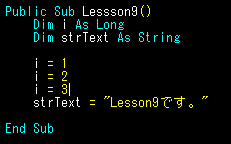 Public Sub Lessson9()
    Dim i As Long
    Dim strText As String

    i = 1
    i = 2
    i = 3
    strText = "Lesson9です。"

End Sub